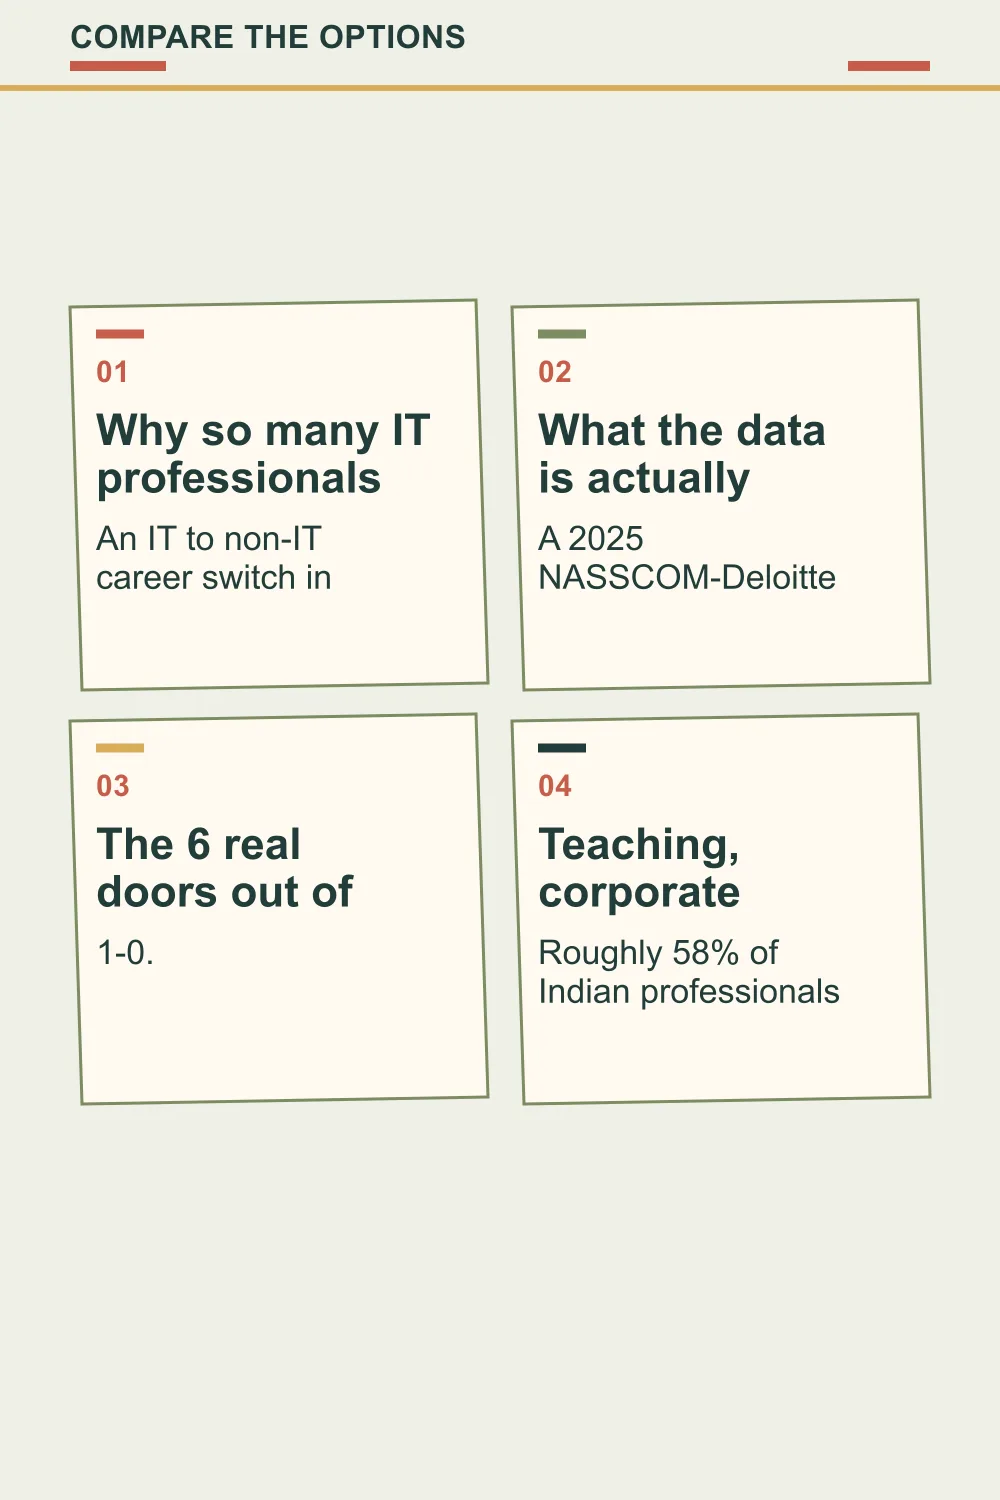 COMPARE THE OPTIONS
01
Why so many IT
professionals
An IT to non-IT
career switch in
02
What the data
is actually
A 2025
NASSCOM-Deloitte
03
The 6 real
doors out of
1-0.
04
Teaching,
corporate
Roughly 58% of
Indian professionals